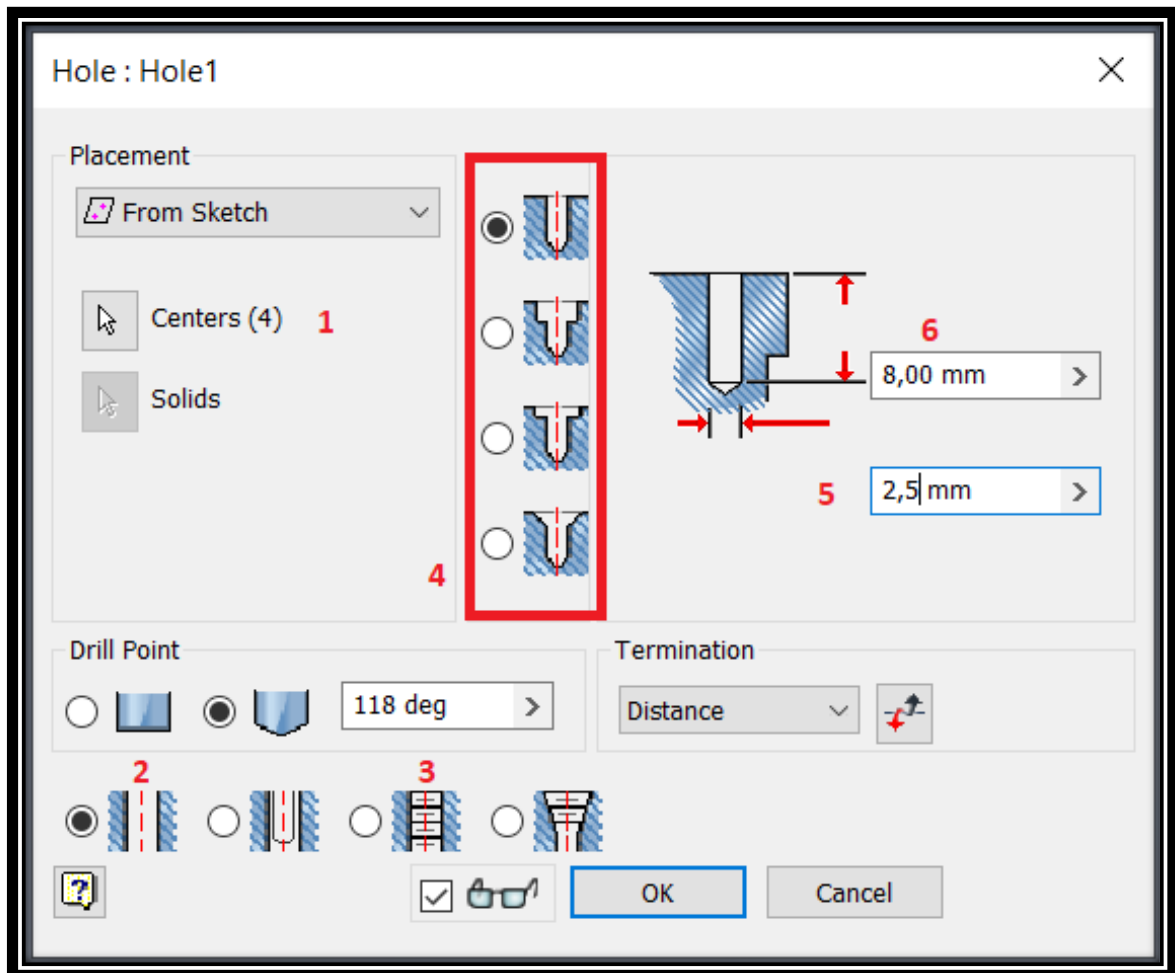 Hole : Hole1
Placement
From Sketch
Centers (4) 1
Solids
4
6
8,00 mm
5 2,5 mm
Drill Point
118 deg
Termination
Distance
2 3
?
OK
Cancel